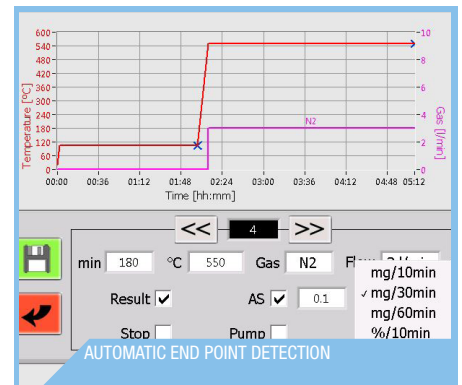 600
540
480
420
360
300
240
180
120
60
0
Temperature [ºC]
10
8
6
4
2
0
Gas [l/min]
N2
00:00 00:36 01:12 01:48 02:24 03:00 03:36 04:12 04:48 05:12
Time [hh:mm]
<< 4 >>
min 180 °C 550 Gas N2
mg/10min
Result ✓ AS ✓ 0.1 ✓ mg/30min
mg/60min
Stop Pump %/10min
AUTOMATIC END POINT DETECTION